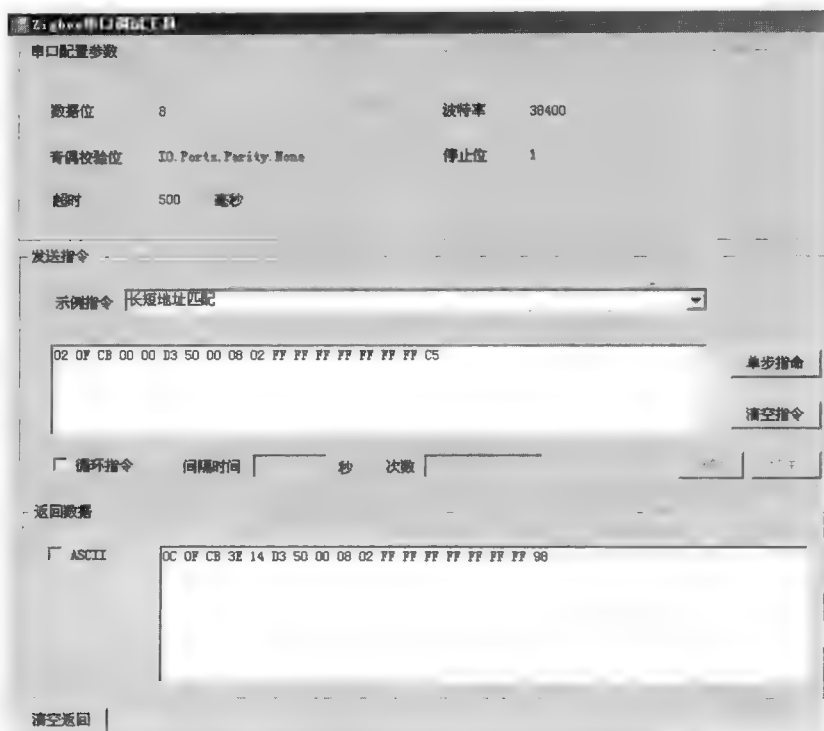 Zigbee串口调试工具
串口配置参数
数据位 8 波特率 38400
奇偶校验位 IO.Ports.Parity.None 停止位 1
超时 500 毫秒
发送指令
示例指令 长短地址匹配
02 0F CB 00 00 D3 50 00 08 02 FF FF FF FF FF FF FF C5
单步指命
清空指令
循环指令 间隔时间 秒 次数
返回数据
ASCII 0C 0F CB 3E 14 D3 50 00 08 02 FF FF FF FF FF FF FF 98
清空返回